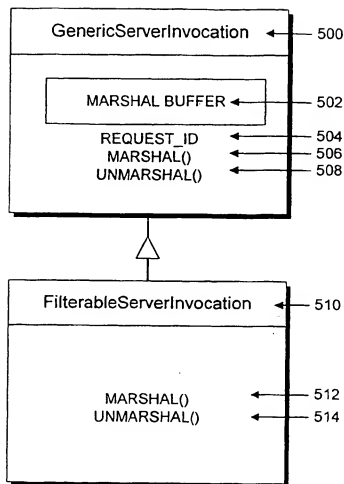 GenericServerInvocation 500
MARSHAL BUFFER 502
REQUEST_ID 504
MARSHAL() 506
UNMARSHAL() 508
FilterableServerInvocation 510
MARSHAL() 512
UNMARSHAL() 514